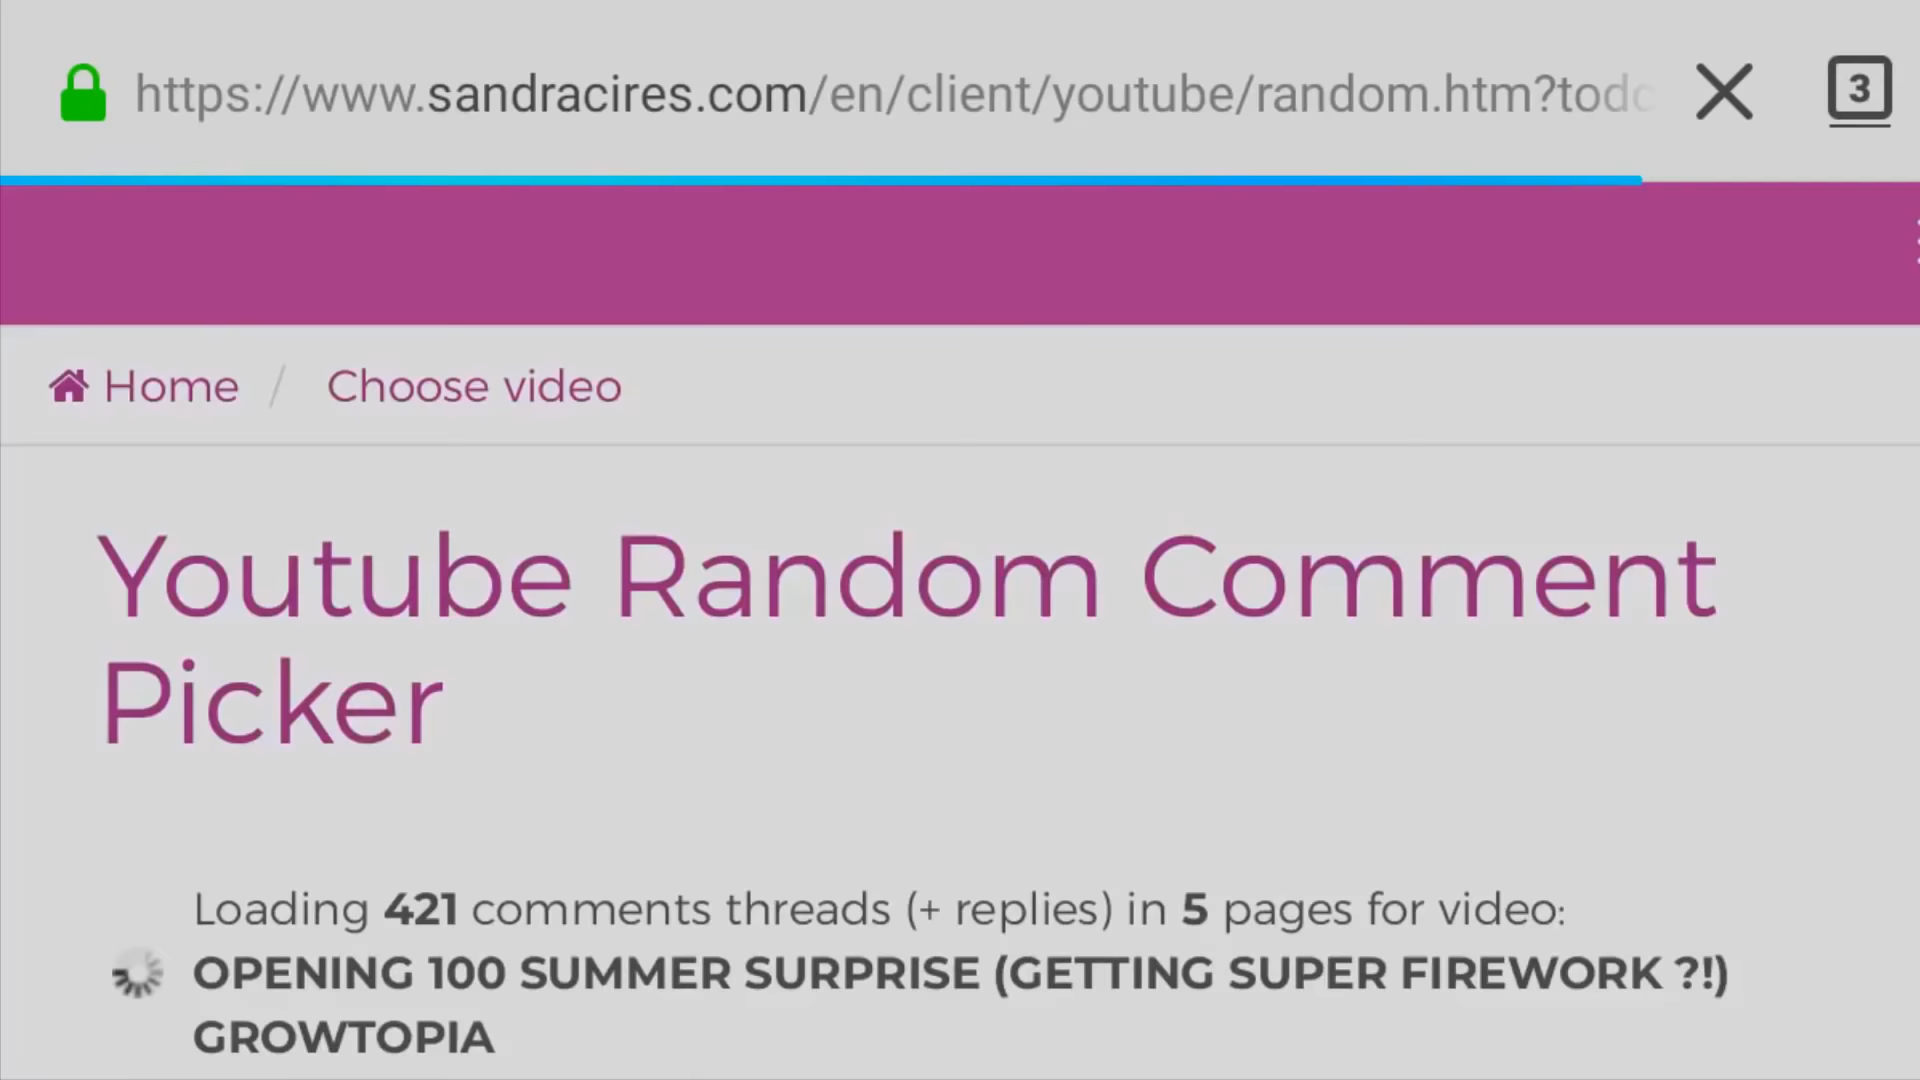 https://www.sandracires.com/en/client/youtube/random.htm?todo
3
Home / Choose video
Youtube Random Comment
Picker
Loading 421 comments threads (+ replies) in 5 pages for video:
OPENING 100 SUMMER SURPRISE (GETTING SUPER FIREWORK ?!)
GROWTOPIA